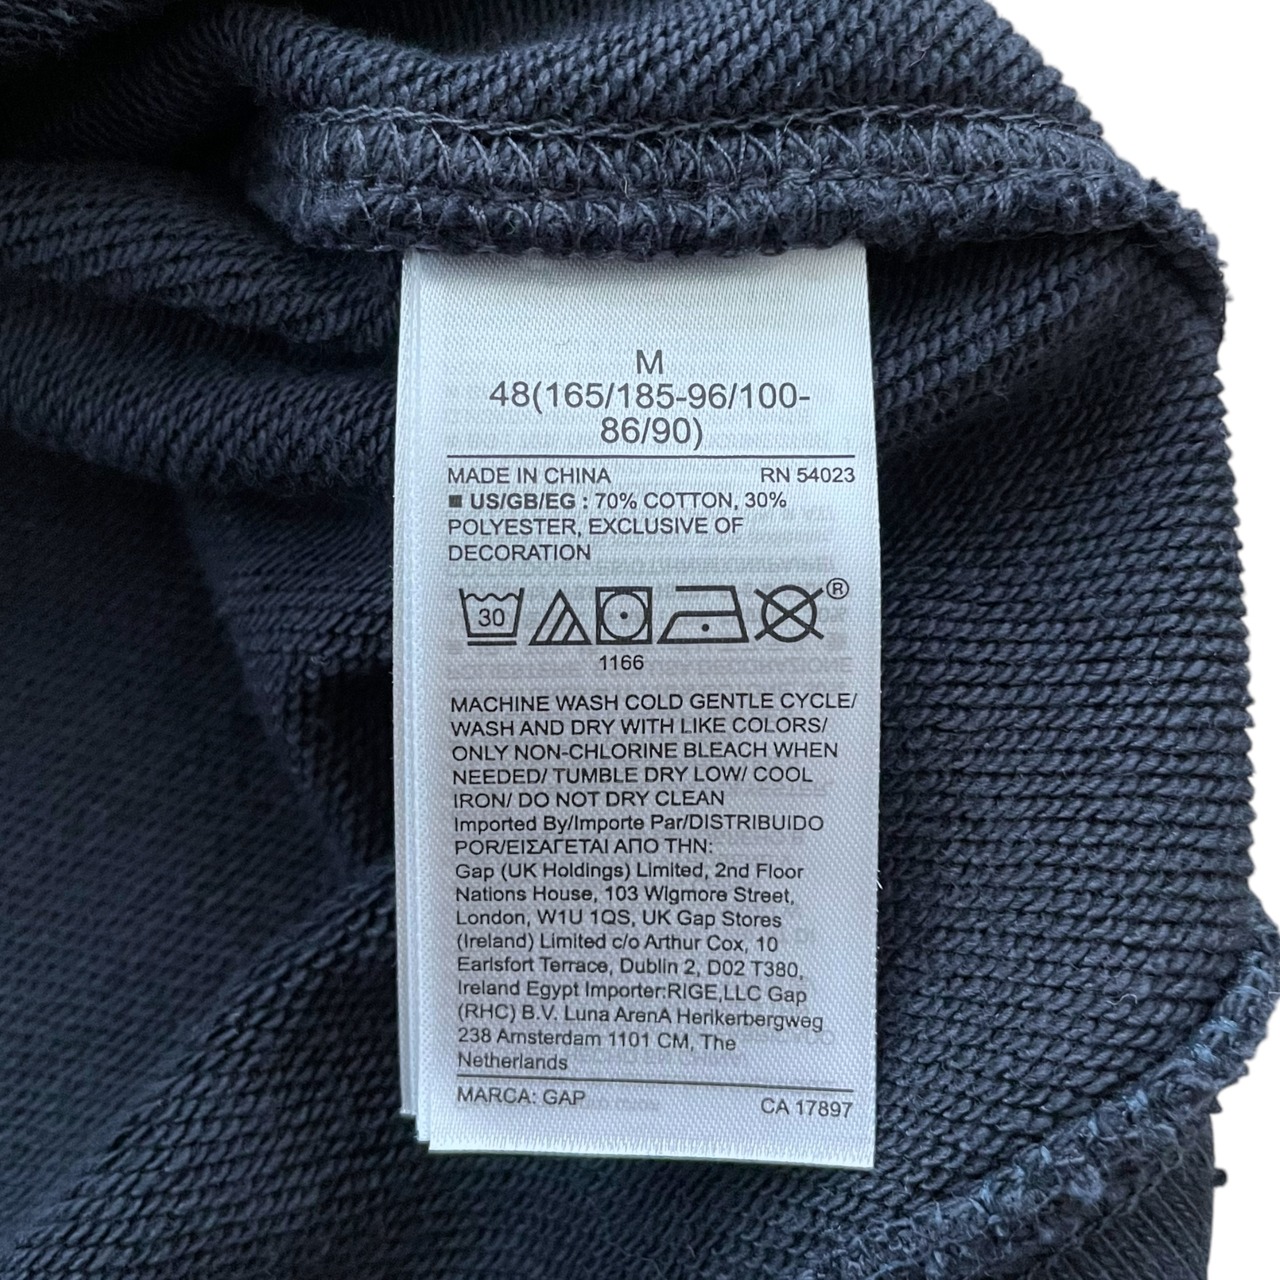 M
48(165/185-96/100-
86/90)
MADE IN CHINA RN 54023
■ US/GB/EG : 70% COTTON, 30%
POLYESTER, EXCLUSIVE OF
DECORATION
30 ®
1166
MACHINE WASH COLD GENTLE CYCLE/
WASH AND DRY WITH LIKE COLORS/
ONLY NON-CHLORINE BLEACH WHEN
NEEDED/ TUMBLE DRY LOW/ COOL
IRON/ DO NOT DRY CLEAN
Imported By/Importe Par/DISTRIBUIDO
POR/ΕΙΣΑΓΕΤΑΙ ΑΠΟ ΤΗΝ:
Gap (UK Holdings) Limited, 2nd Floor
Nations House, 103 Wigmore Street,
London, W1U 1QS, UK Gap Stores
(Ireland) Limited c/o Arthur Cox, 10
Earlsfort Terrace, Dublin 2, D02 T380,
Ireland Egypt Importer:RIGE,LLC Gap
(RHC) B.V. Luna ArenA Herikerbergweg
238 Amsterdam 1101 CM, The
Netherlands
MARCA: GAP CA 17897